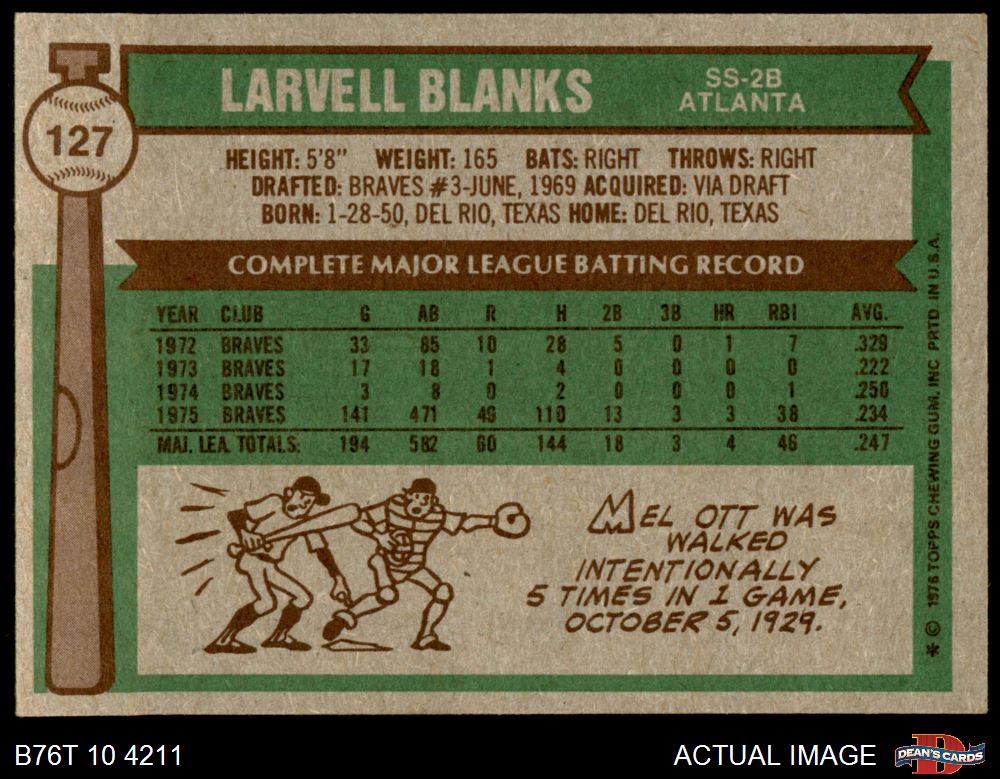 127
LARVELL BLANKS
SS-2B
ATLANTA
HEIGHT: 5'8" WEIGHT: 165 BATS: RIGHT THROWS: RIGHT
DRAFTED: BRAVES #3-JUNE, 1969 ACQUIRED: VIA DRAFT
BORN: 1-28-50, DEL RIO, TEXAS HOME: DEL RIO, TEXAS
COMPLETE MAJOR LEAGUE BATTING RECORD
YEAR CLUB G AB R H 2B 3B HR RBI AVG.
1972 BRAVES 33 85 10 28 5 0 1 7 .329
1973 BRAVES 17 18 1 4 0 0 0 0 .222
1974 BRAVES 3 8 0 2 0 0 0 1 .250
1975 BRAVES 141 471 49 110 13 3 3 38 .234
MAJ. LEA. TOTALS: 194 582 60 144 18 3 4 46 .247
MEL OTT WAS
WALKED
INTENTIONALLY
5 TIMES IN 1 GAME,
OCTOBER 5, 1929.
* © 1976 TOPPS CHEWING GUM, INC. PRTD. IN U.S.A.
B76T 10 4211
ACTUAL IMAGE
DEAN'S CARDS